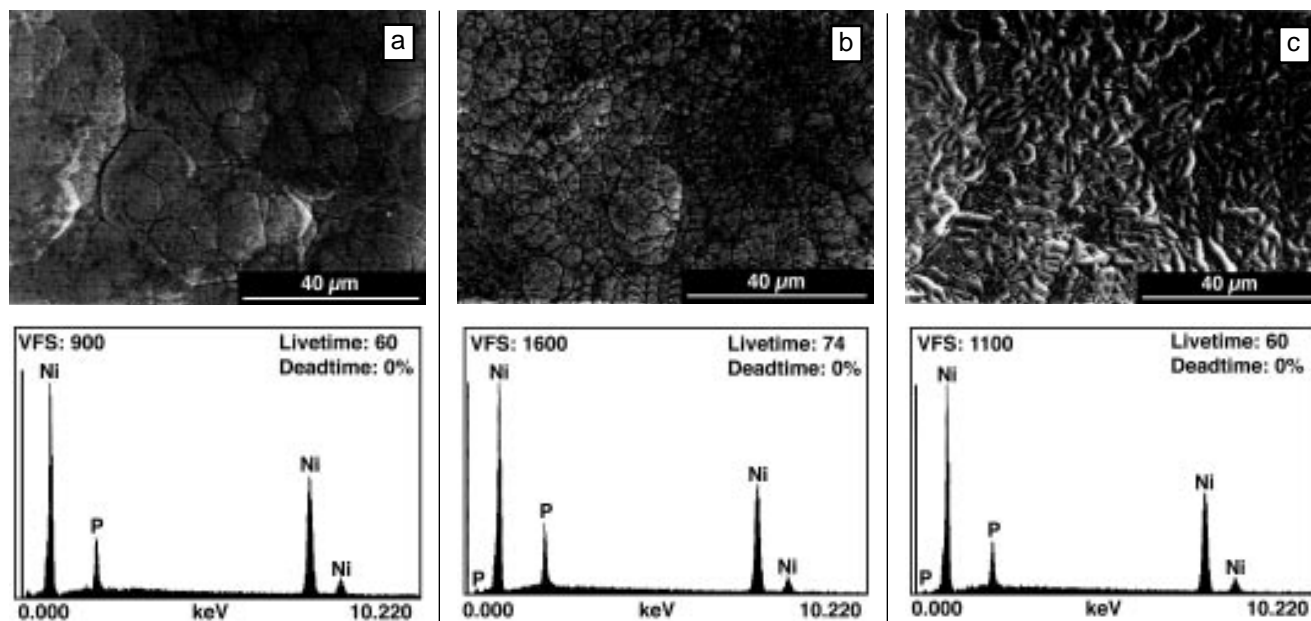 a
40 µm
VFS: 900
Livetime: 60
Deadtime: 0%
Ni
P
Ni
Ni
0.000 keV 10.220
b
40 µm
VFS: 1600
Livetime: 74
Deadtime: 0%
Ni
P
P
Ni
Ni
0.000 keV 10.220
c
40 µm
VFS: 1100
Livetime: 60
Deadtime: 0%
Ni
P
P
Ni
Ni
0.000 keV 10.220